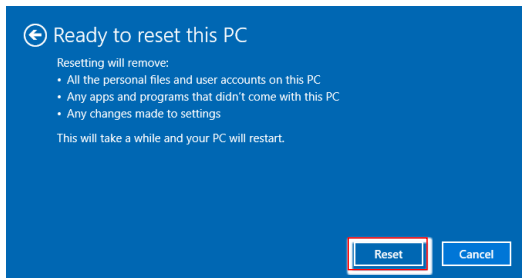 Ready to reset this PC
Resetting will remove:
• All the personal files and user accounts on this PC
• Any apps and programs that didn't come with this PC
• Any changes made to settings
This will take a while and your PC will restart.
Reset
Cancel